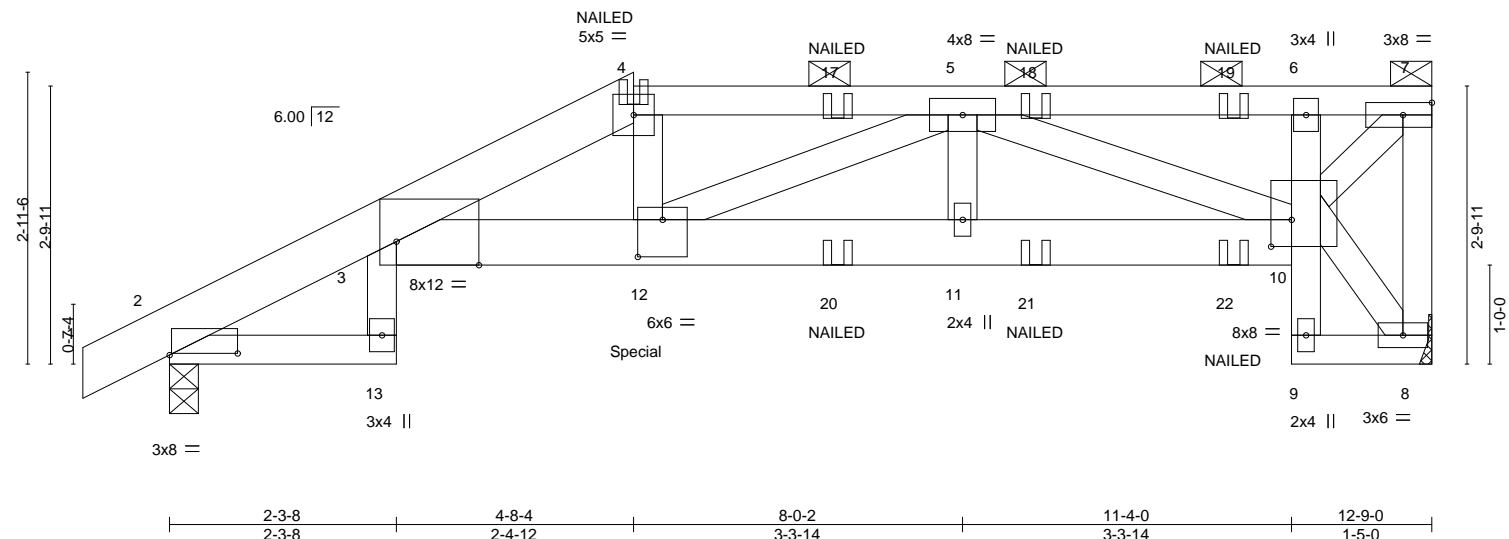 NAILED
5x5 =
4
NAILED
17
4x8 =
5
NAILED
18
NAILED
19
3x4 ||
6
3x8 =
7
6.00 12
2-11-6
2-9-11
0-7-4
2-9-11
1-0-0
2
3
8x12 =
12
6x6 =
Special
20
NAILED
11
2x4 ||
21
NAILED
22
10
8x8 =
NAILED
13
3x4 ||
9
2x4 ||
8
3x6 =
3x8 =
2-3-8
4-8-4
8-0-2
11-4-0
12-9-0
2-3-8
2-4-12
3-3-14
3-3-14
1-5-0